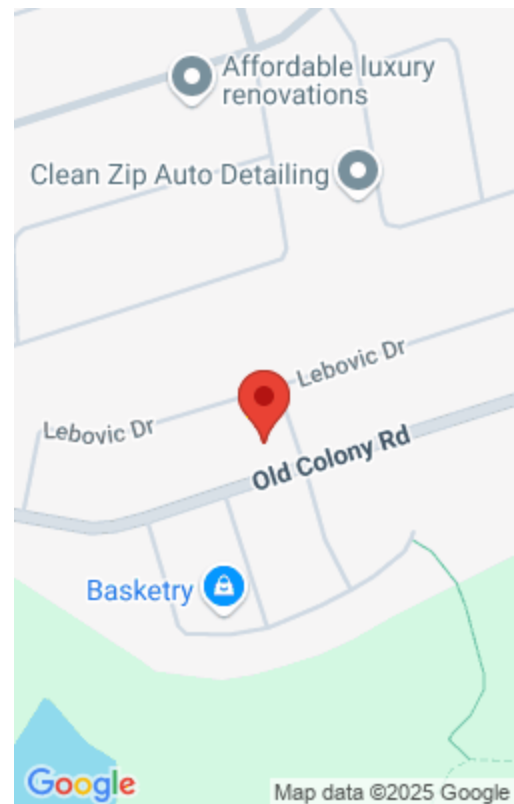 Affordable luxury
renovations
Clean Zip Auto Detailing
Lebovic Dr
Lebovic Dr
Old Colony Rd
Basketry
Google
Map data ©2025 Google